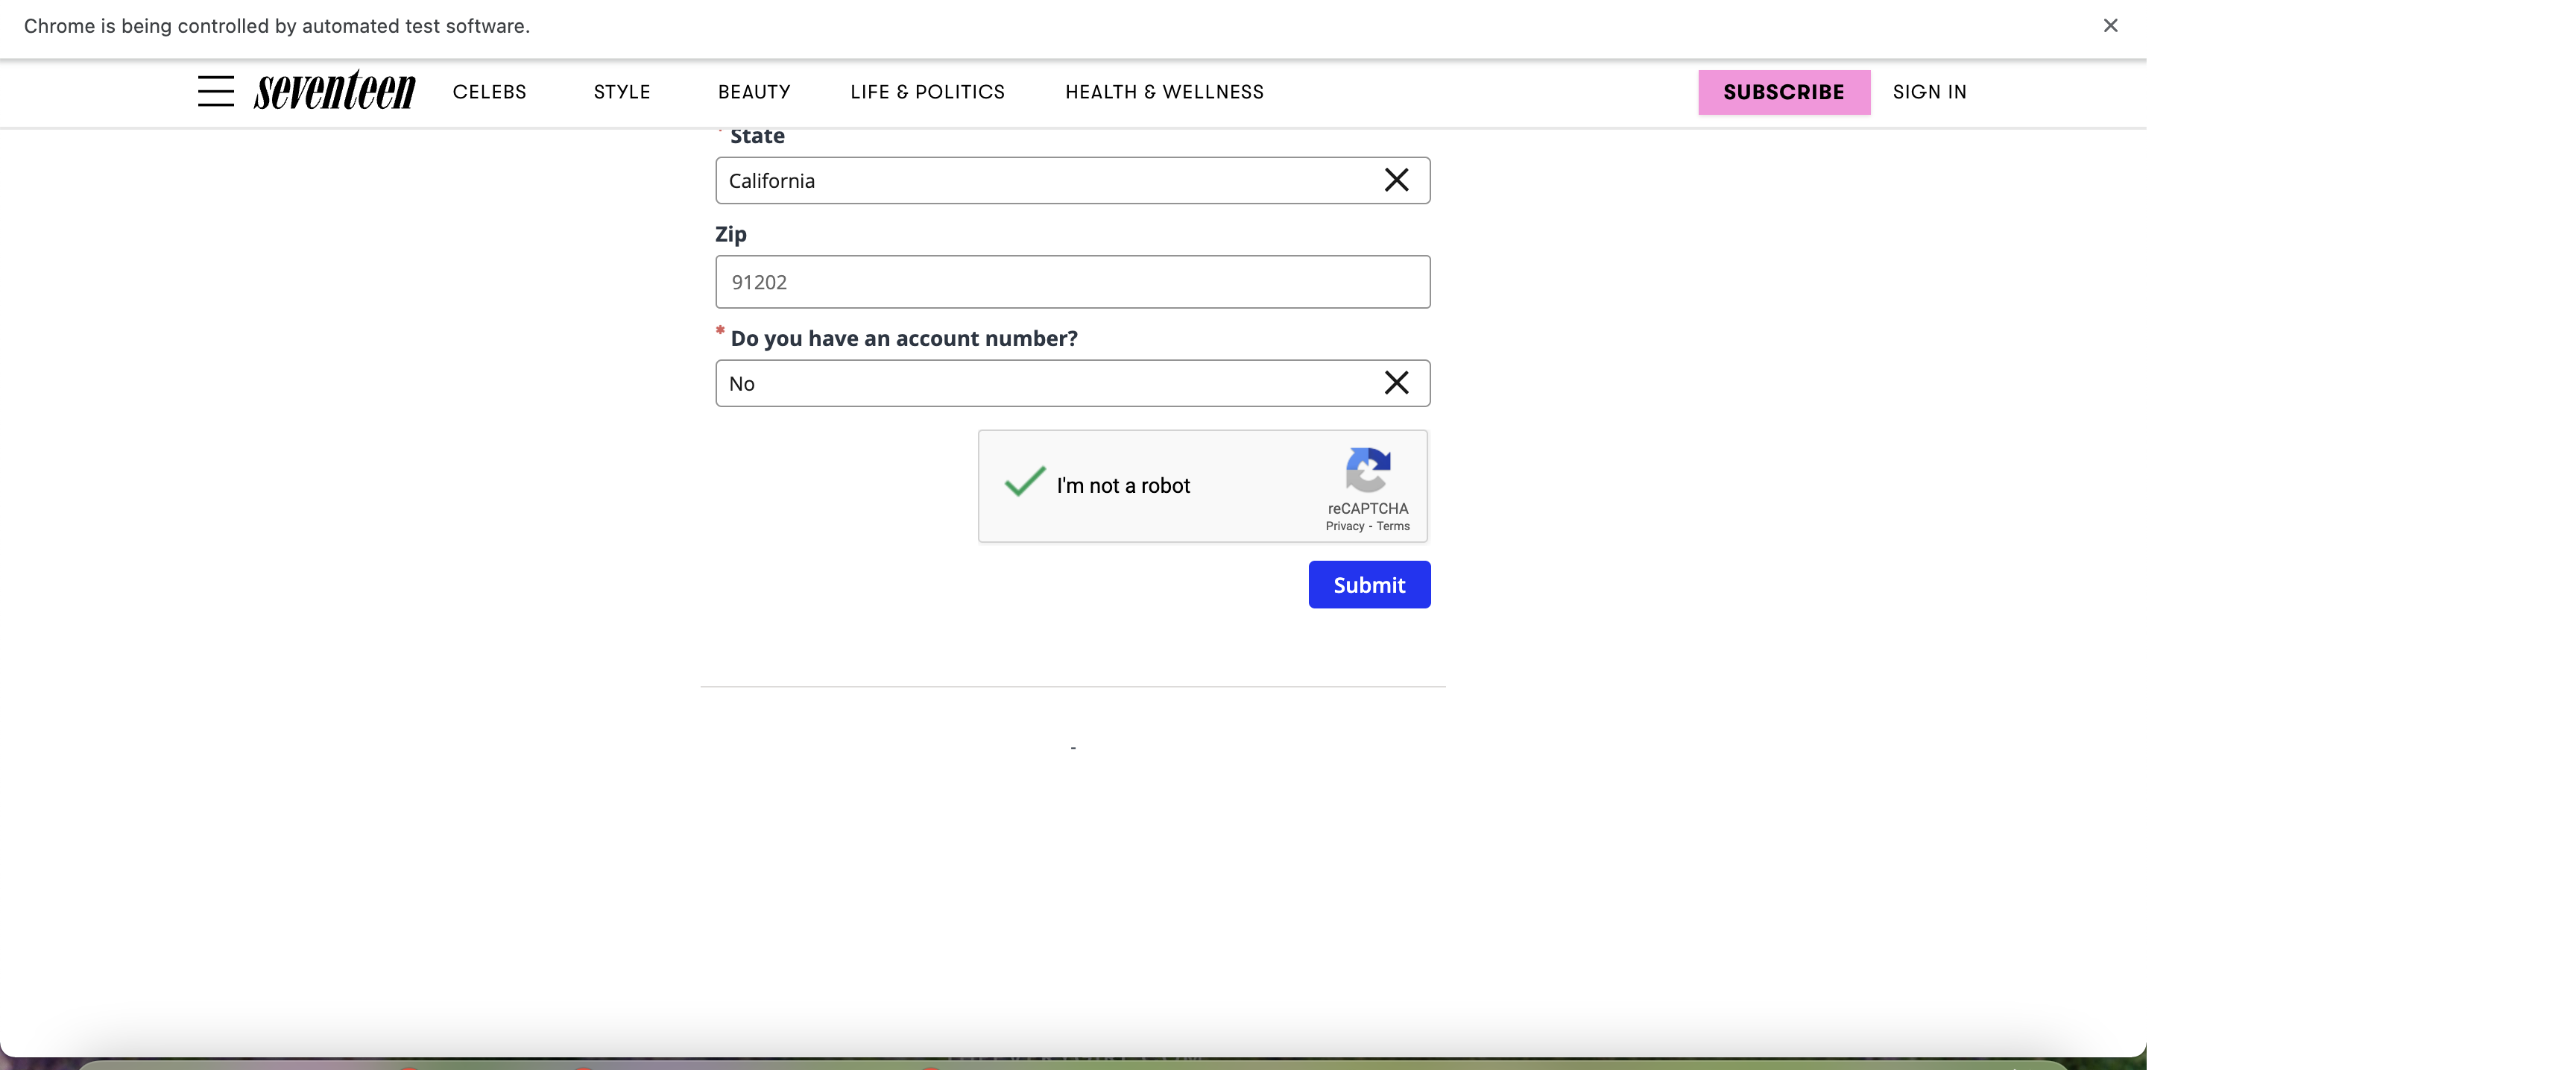 Chrome is being controlled by automated test software.
seventeen CELEBS STYLE BEAUTY LIFE & POLITICS HEALTH & WELLNESS SUBSCRIBE SIGN IN
* State
California
Zip
91202
* Do you have an account number?
No
I'm not a robot
reCAPTCHA
Privacy - Terms
Submit
-